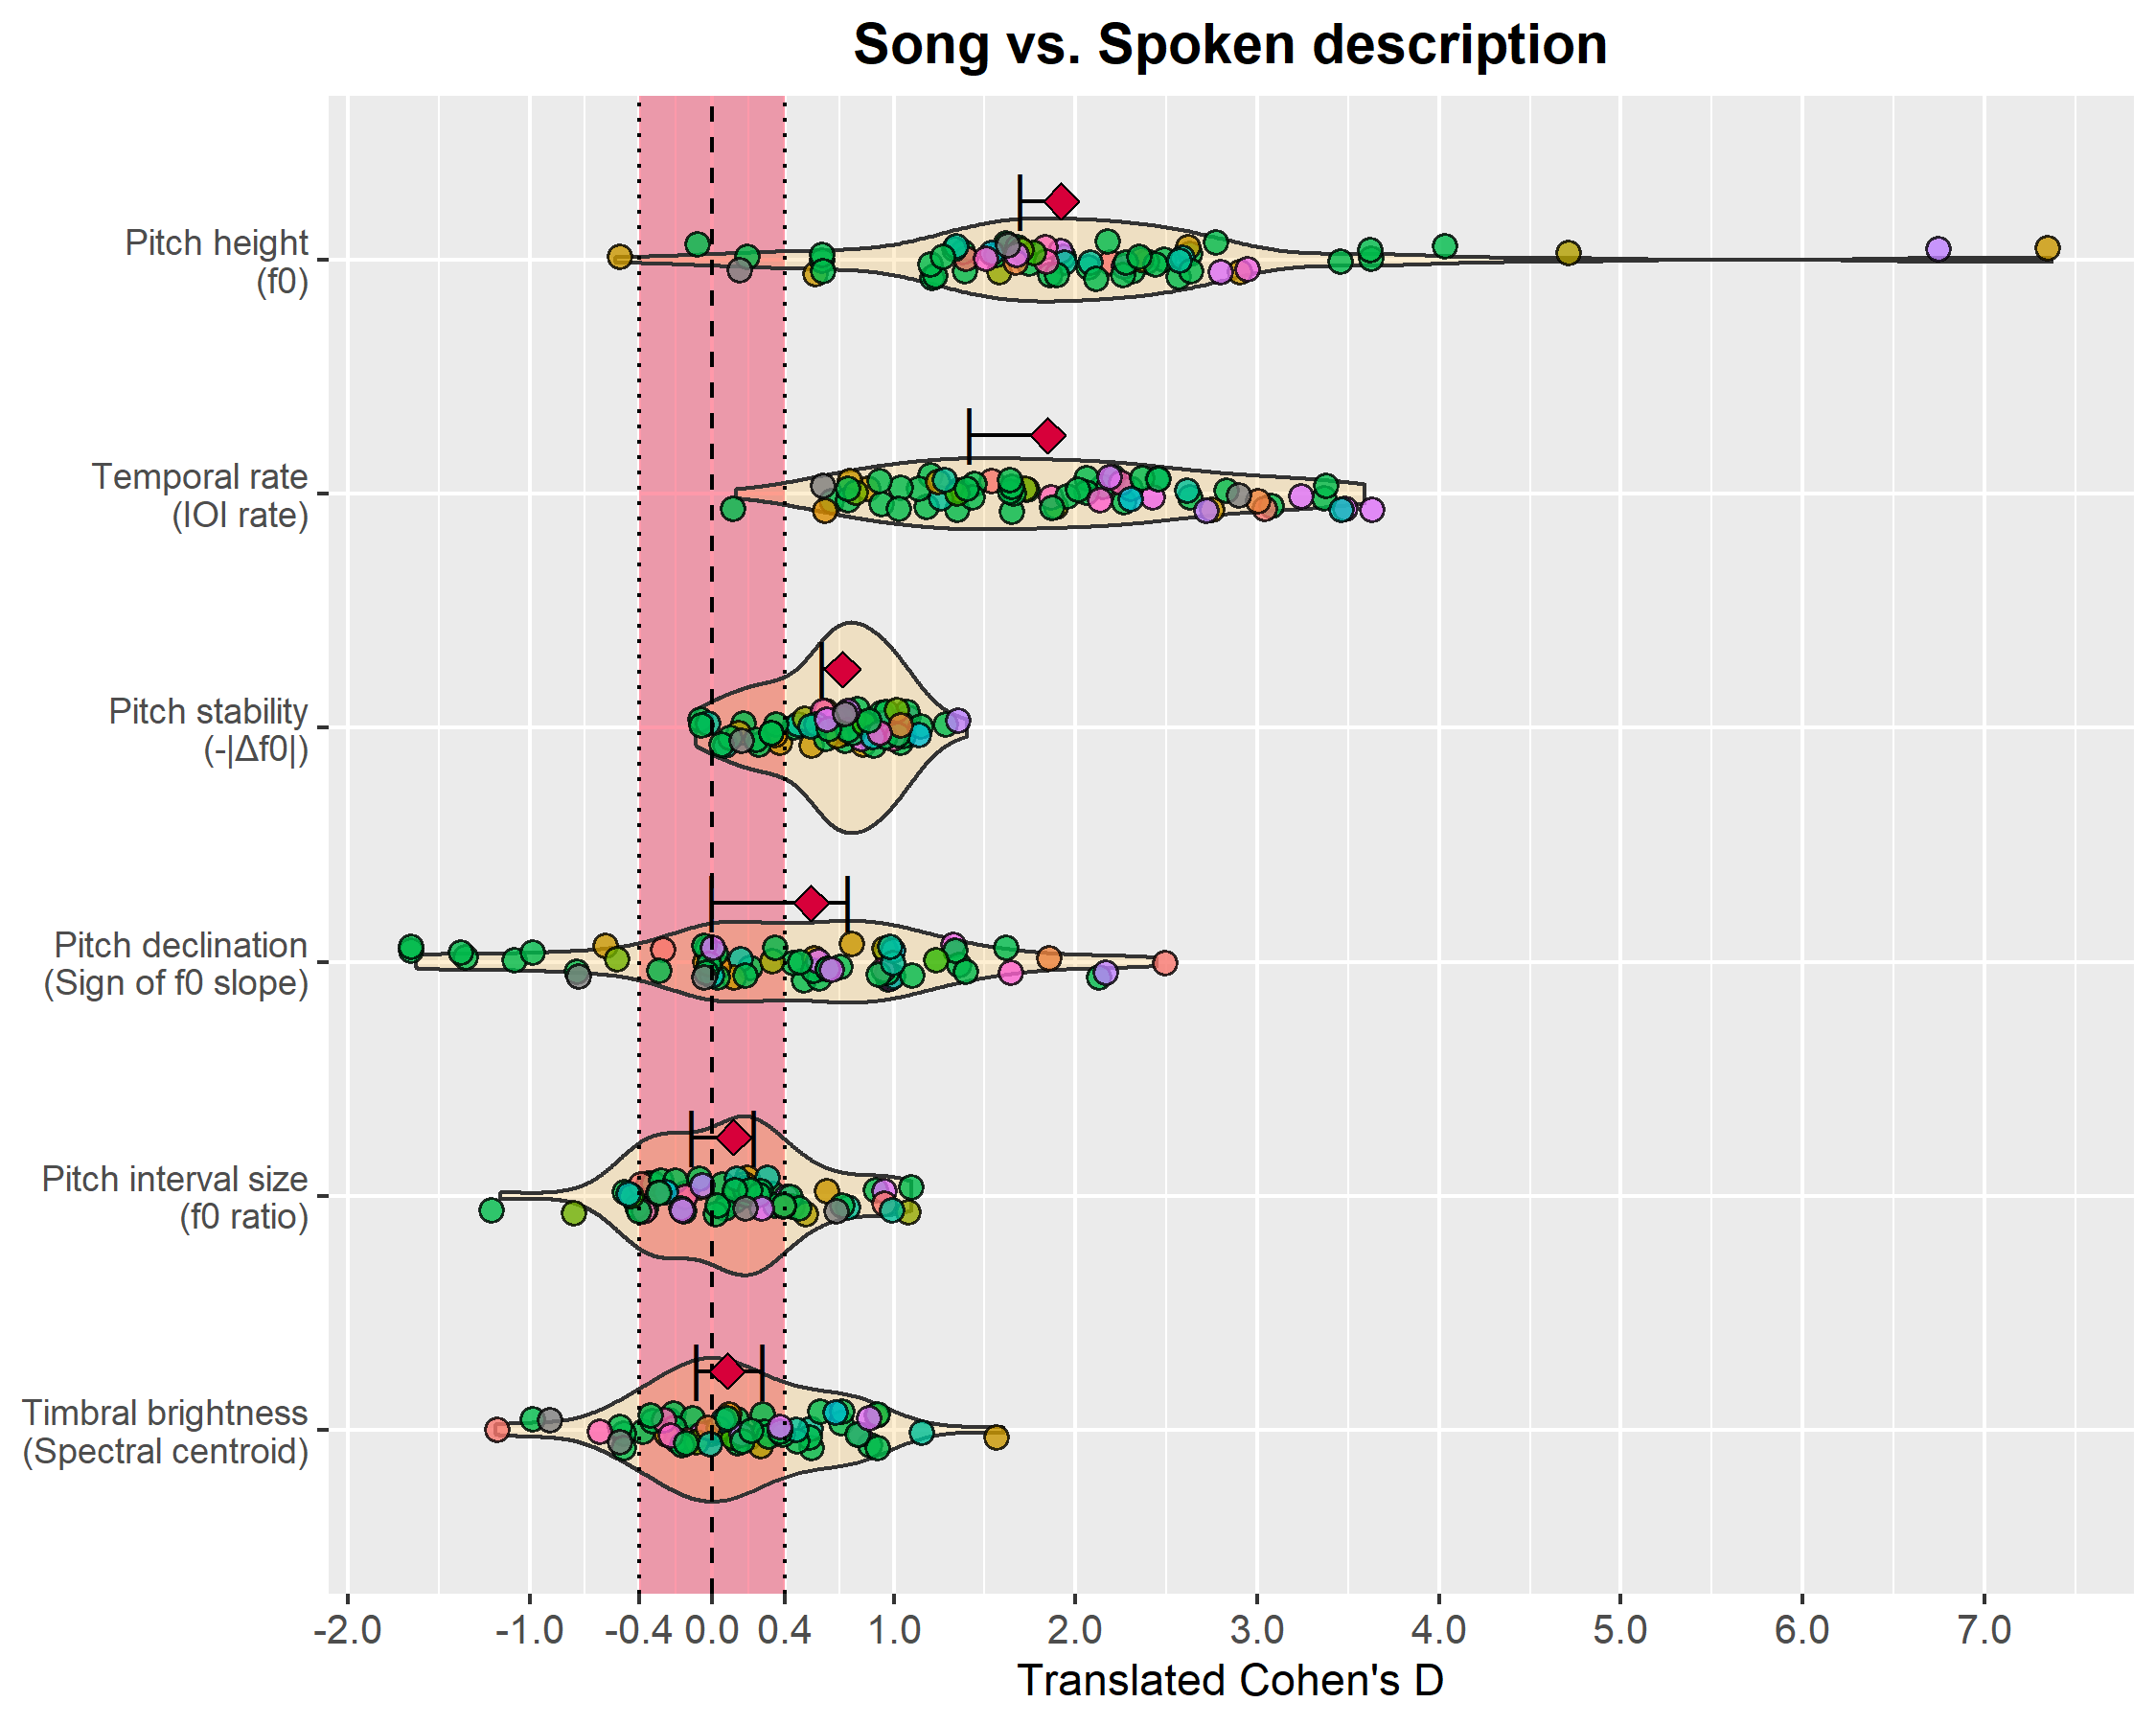 Song vs. Spoken description
Pitch height
(f0)
Temporal rate
(IOI rate)
Pitch stability
(-|Δf0|)
Pitch declination
(Sign of f0 slope)
Pitch interval size
(f0 ratio)
Timbral brightness
(Spectral centroid)
-2.0 -1.0 -0.4 0.0 0.4 1.0 2.0 3.0 4.0 5.0 6.0 7.0
Translated Cohen's D